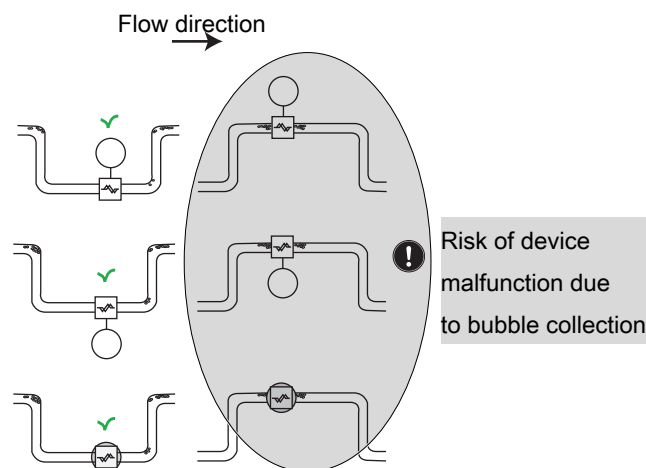 Flow direction
Risk of device
malfunction due
to bubble collection